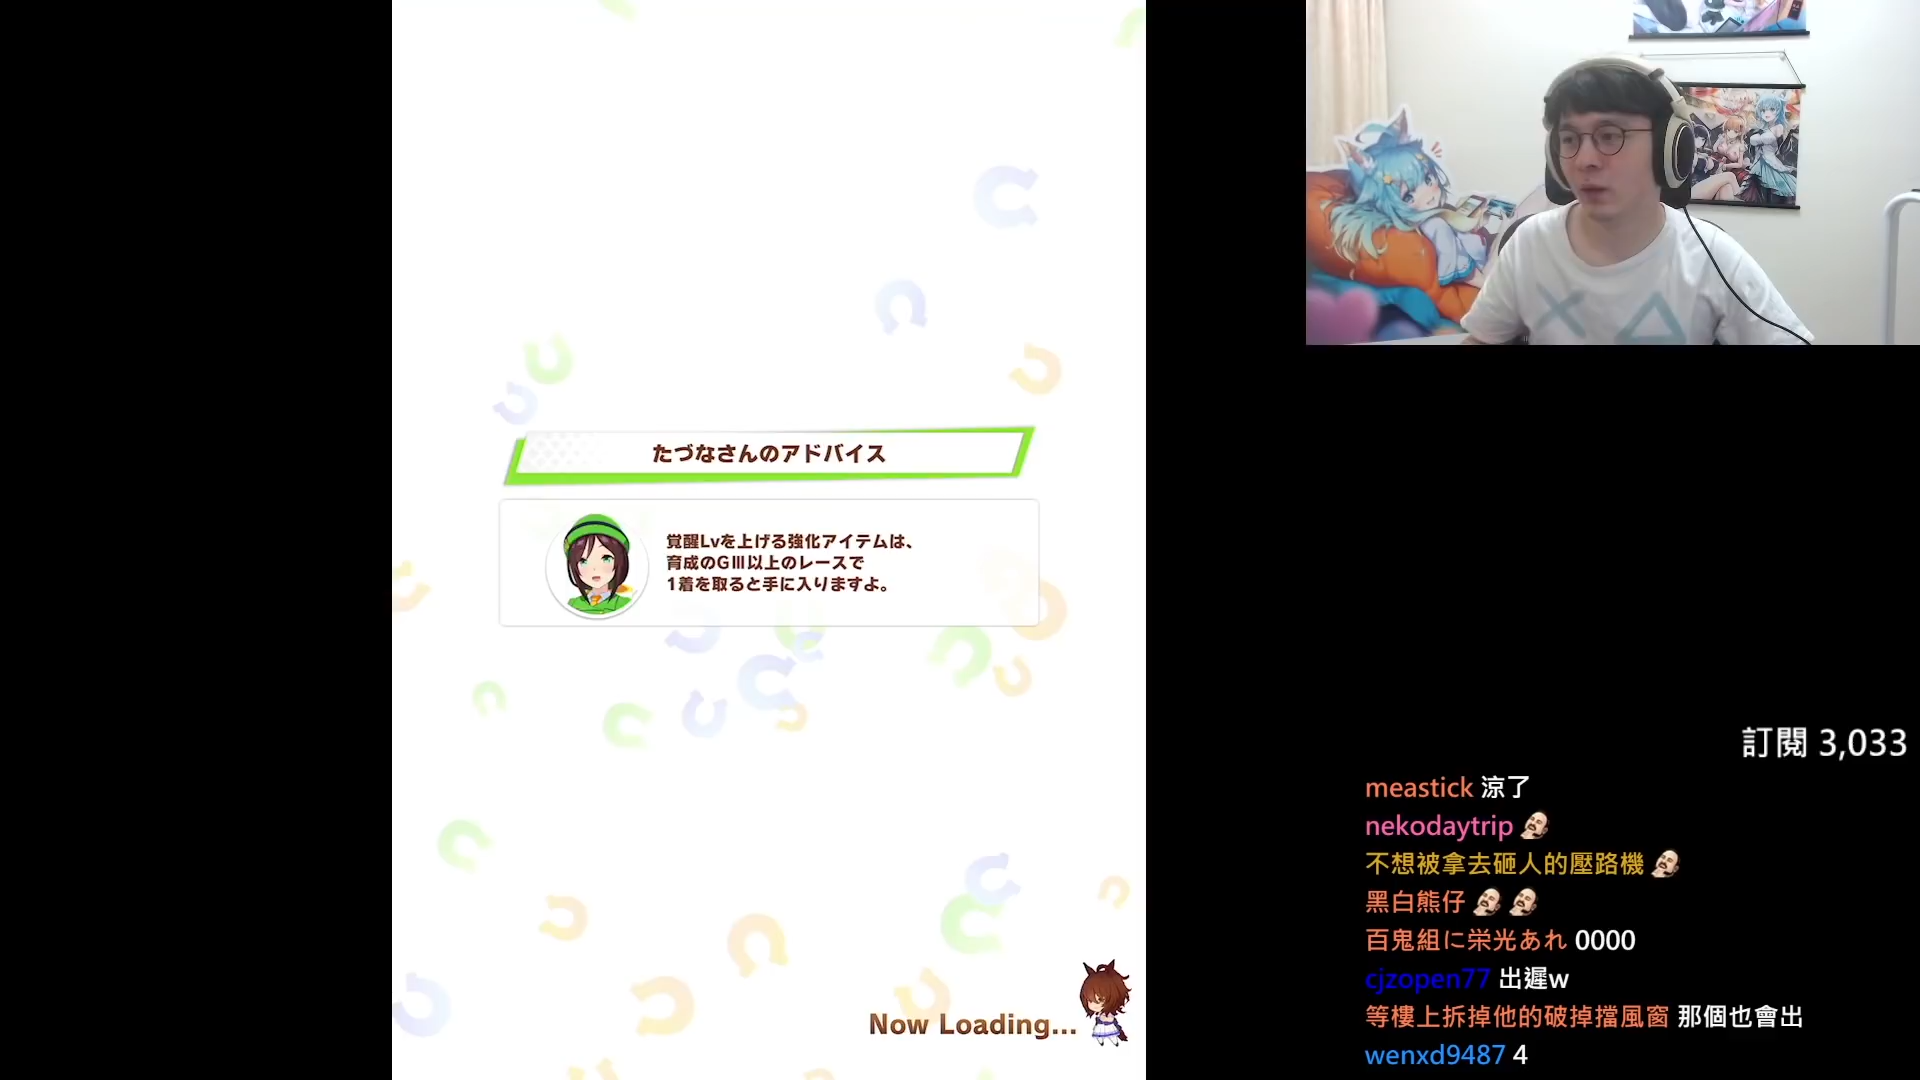 たづなさんのアドバイス
覚醒Lvを上げる強化アイテムは、
育成のGⅢ以上のレースで
1着を取ると手に入りますよ。
Now Loading...
訂閱 3,033
meastick 涼了
nekodaytrip
不想被拿去砸人的壓路機
黑白熊仔
百鬼組に栄光あれ 0000
cjzopen77 出遲w
等樓上拆掉他的破掉擋風窗 那個也會出
wenxd9487 4